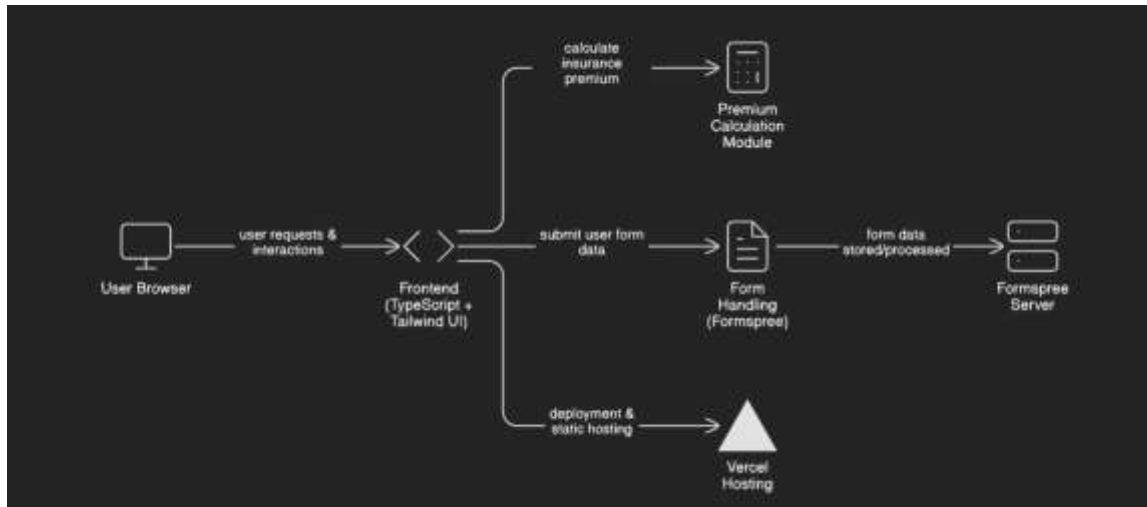 calculate
insurance
premium
Premium
Calculation
Module
user requests &
interactions
submit user form
data
form data
stored/processed
User Browser
Frontend
(TypeScript +
Tailwind UI)
Form
Handling
(Formspree)
Formspree
Server
deployment &
static hosting
Vercel
Hosting